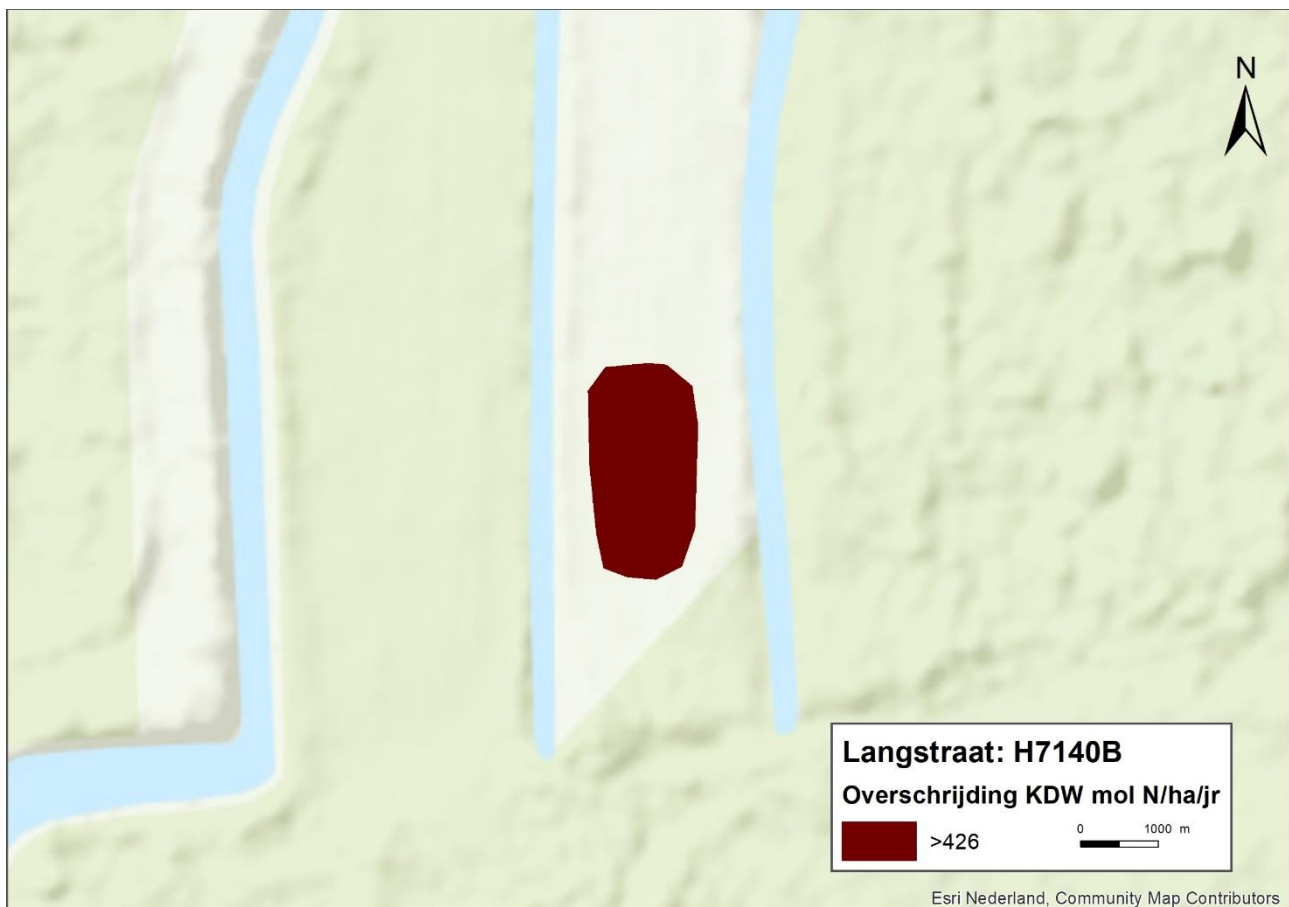 N
Langstraat: H7140B
Overschrijding KDW mol N/ha/jr
>426
0 1000 m
Esri Nederland, Community Map Contributors